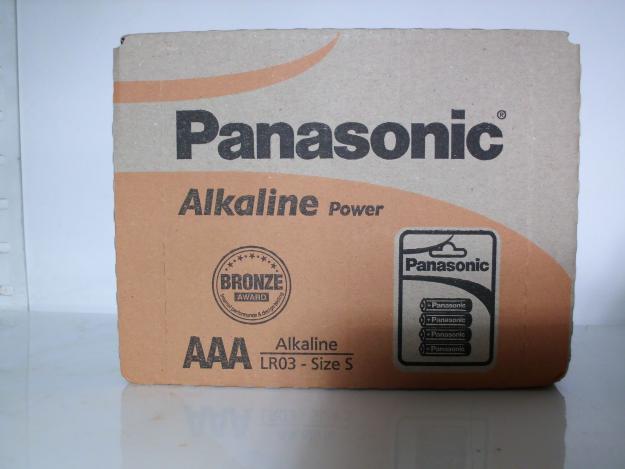 Panasonic®
Alkaline Power
BRONZE
AWARD
AAA Alkaline
LR03 - Size S
Panasonic
Panasonic
Panasonic
Panasonic
Panasonic